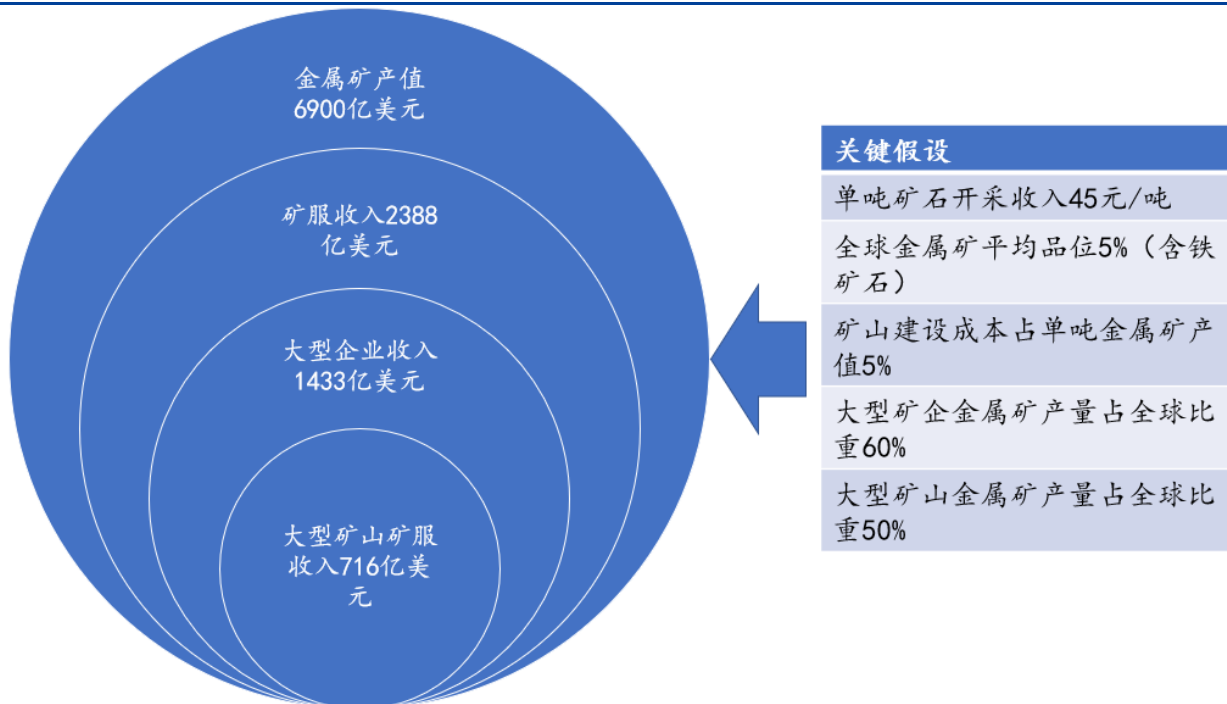 金属矿产值
6900亿美元
矿服收入2388
亿美元
大型企业收入
1433亿美元
大型矿山矿服
收入716亿美
元
关键假设
单吨矿石开采收入45元/吨
全球金属矿平均品位5%（含铁
矿石）
矿山建设成本占单吨金属矿产
值5%
大型矿企金属矿产量占全球比
重60%
大型矿山金属矿产量占全球比
重50%